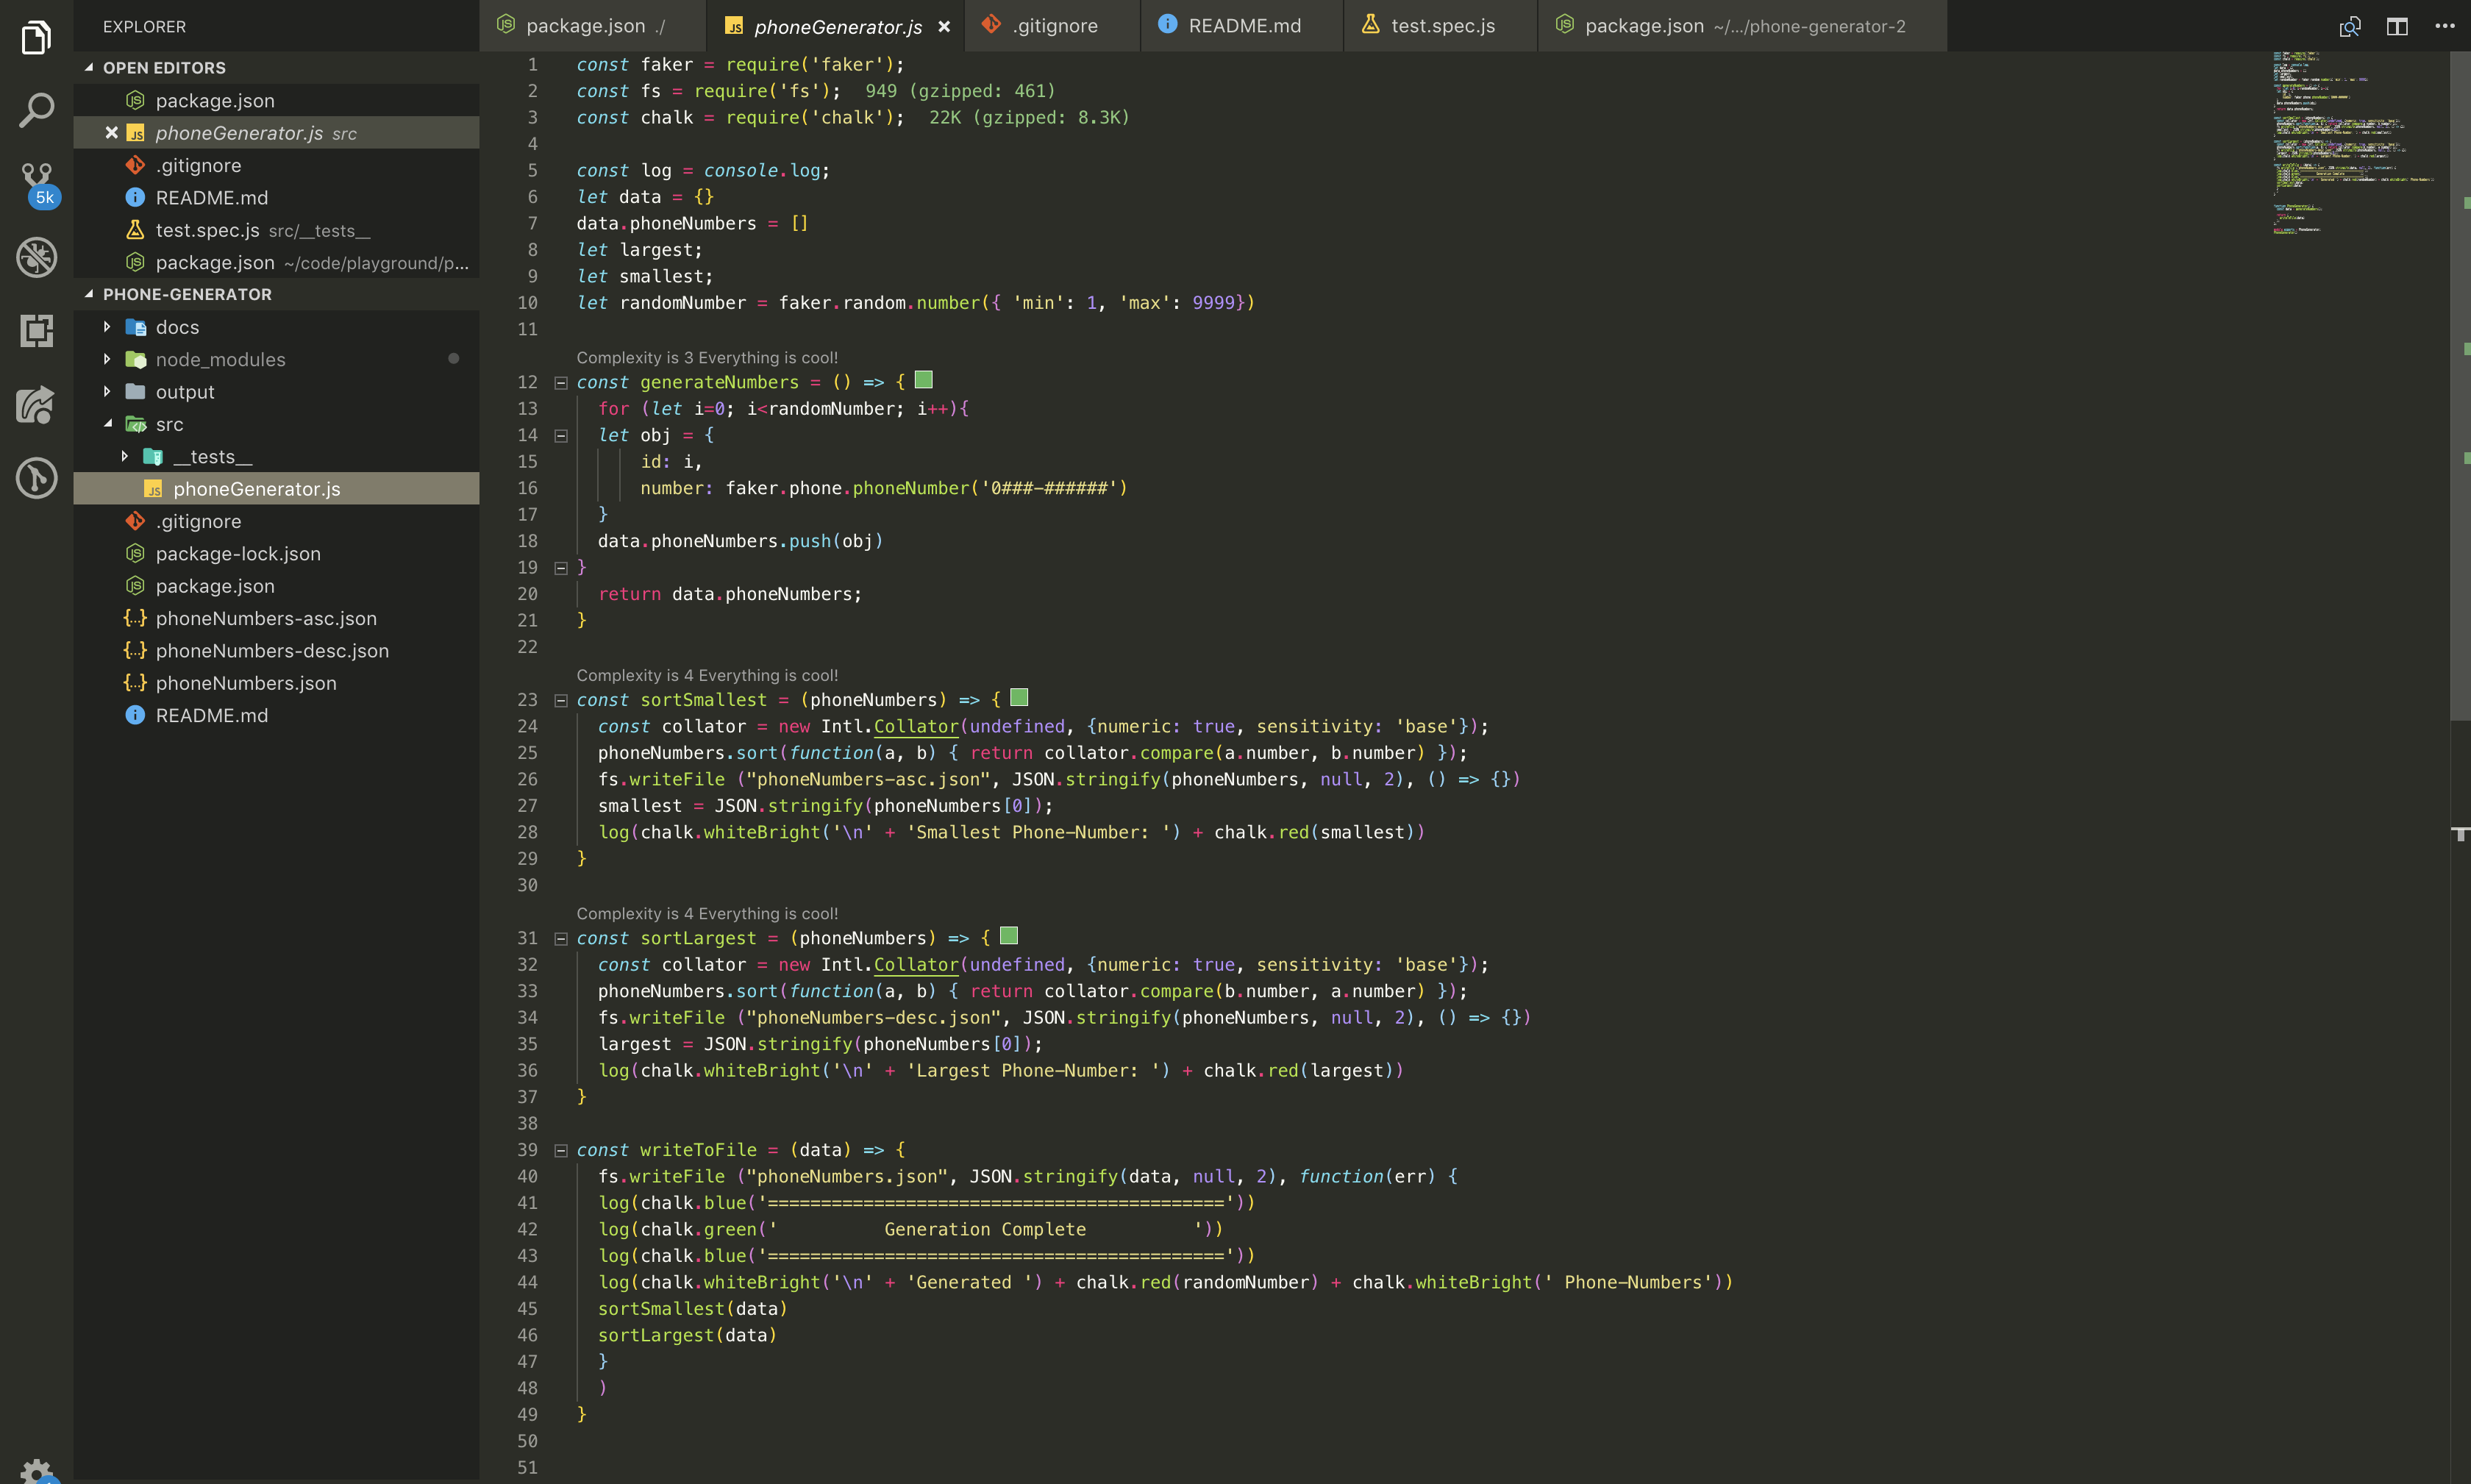 EXPLORER
OPEN EDITORS
package.json
phoneGenerator.js src
.gitignore
README.md
test.spec.js src/__tests__
package.json ~/code/playground/p...
PHONE-GENERATOR
docs
node_modules
output
src
__tests__
phoneGenerator.js
.gitignore
package-lock.json
package.json
phoneNumbers-asc.json
phoneNumbers-desc.json
phoneNumbers.json
README.md
5k
package.json ./ phoneGenerator.js .gitignore README.md test.spec.js package.json ~/.../phone-generator-2
1 const faker = require('faker');
2 const fs = require('fs'); 949 (gzipped: 461)
3 const chalk = require('chalk'); 22K (gzipped: 8.3K)
4
5 const log = console.log;
6 let data = {}
7 data.phoneNumbers = []
8 let largest;
9 let smallest;
10 let randomNumber = faker.random.number({ 'min': 1, 'max': 9999})
11
Complexity is 3 Everything is cool!
12 const generateNumbers = () => {
13 for (let i=0; i<randomNumber; i++){
14 let obj = {
15 id: i,
16 number: faker.phone.phoneNumber('0###-######')
17 }
18 data.phoneNumbers.push(obj)
19 }
20 return data.phoneNumbers;
21 }
22
Complexity is 4 Everything is cool!
23 const sortSmallest = (phoneNumbers) => {
24 const collator = new Intl.Collator(undefined, {numeric: true, sensitivity: 'base'});
25 phoneNumbers.sort(function(a, b) { return collator.compare(a.number, b.number) });
26 fs.writeFile ("phoneNumbers-asc.json", JSON.stringify(phoneNumbers, null, 2), () => {})
27 smallest = JSON.stringify(phoneNumbers[0]);
28 log(chalk.whiteBright('\n' + 'Smallest Phone-Number: ') + chalk.red(smallest))
29 }
30
Complexity is 4 Everything is cool!
31 const sortLargest = (phoneNumbers) => {
32 const collator = new Intl.Collator(undefined, {numeric: true, sensitivity: 'base'});
33 phoneNumbers.sort(function(a, b) { return collator.compare(b.number, a.number) });
34 fs.writeFile ("phoneNumbers-desc.json", JSON.stringify(phoneNumbers, null, 2), () => {})
35 largest = JSON.stringify(phoneNumbers[0]);
36 log(chalk.whiteBright('\n' + 'Largest Phone-Number: ') + chalk.red(largest))
37 }
38
39 const writeToFile = (data) => {
40 fs.writeFile ("phoneNumbers.json", JSON.stringify(data, null, 2), function(err) {
41 log(chalk.blue('==========================================='))
42 log(chalk.green('          Generation Complete          '))
43 log(chalk.blue('==========================================='))
44 log(chalk.whiteBright('\n' + 'Generated ') + chalk.red(randomNumber) + chalk.whiteBright(' Phone-Numbers'))
45 sortSmallest(data)
46 sortLargest(data)
47 }
48 )
49 }
50
51